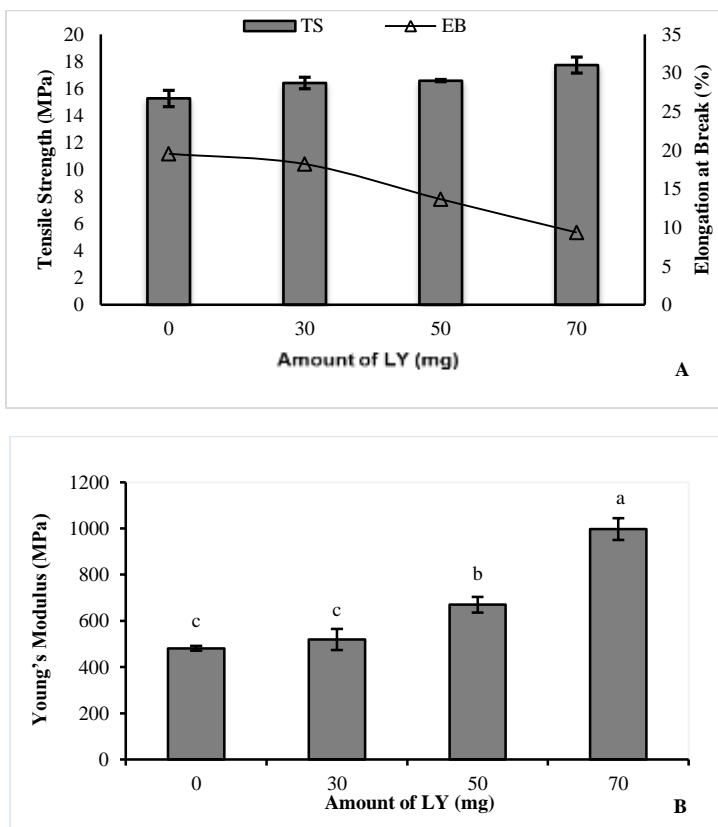 TS EB
20
18
16
14
12
10
8
6
4
2
0
Tensile Strength (MPa)
35
30
25
20
15
10
5
0
Elongation at Break (%)
0 30 50 70
Amount of LY (mg)
A
1200
1000
800
600
400
200
0
Young's Modulus (MPa)
c c b a
0 30 50 70
Amount of LY (mg)
B